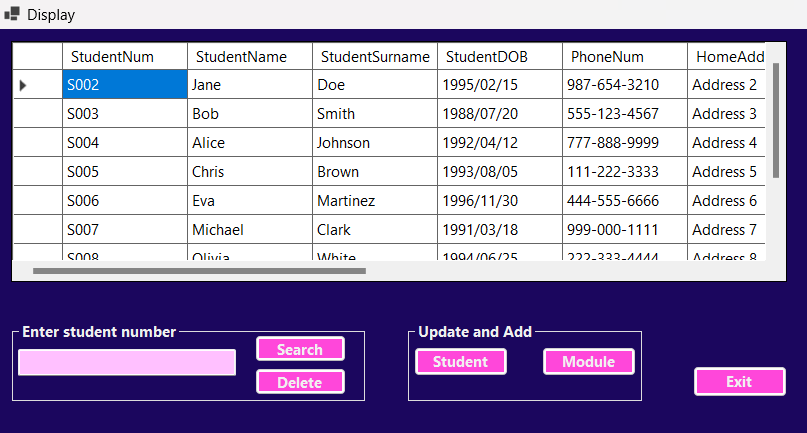 Display
StudentNum StudentName StudentSurname StudentDOB PhoneNum HomeAdd
S002 Jane Doe 1995/02/15 987-654-3210 Address 2
S003 Bob Smith 1988/07/20 555-123-4567 Address 3
S004 Alice Johnson 1992/04/12 777-888-9999 Address 4
S005 Chris Brown 1993/08/05 111-222-3333 Address 5
S006 Eva Martinez 1996/11/30 444-555-6666 Address 6
S007 Michael Clark 1991/03/18 999-000-1111 Address 7
S008 Olivia White 1994/06/25 222-333-4444 Address 8
Enter student number
Search
Delete
Update and Add
Student Module
Exit